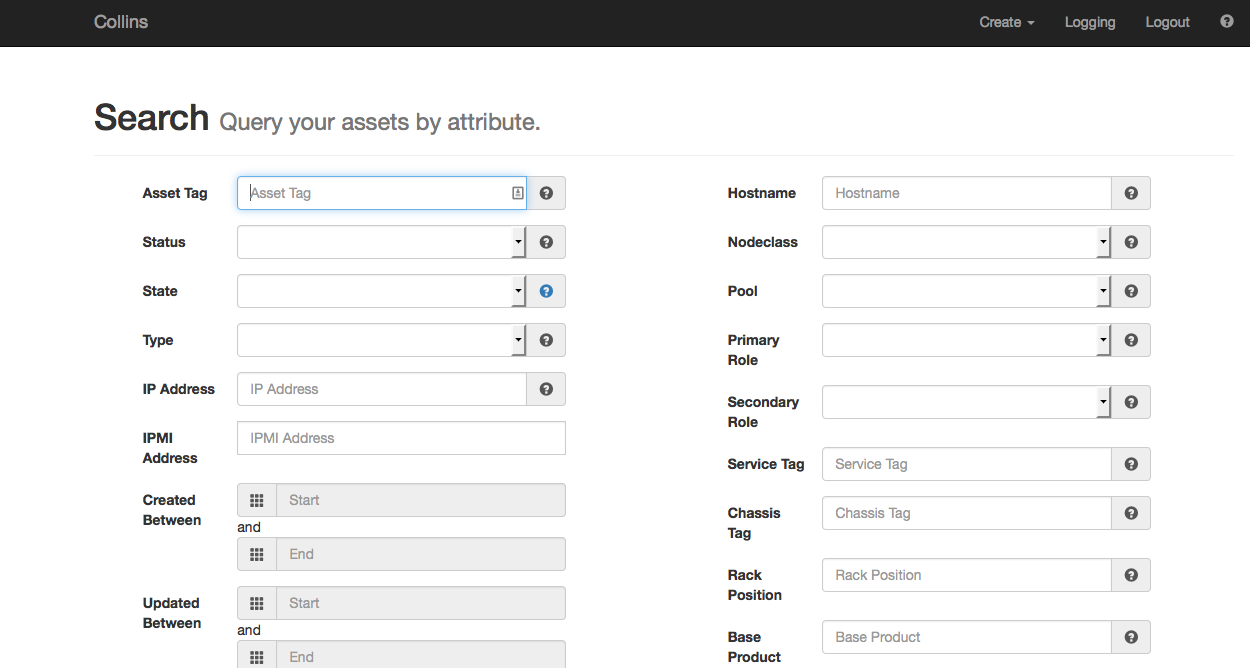 Collins
Create
Logging
Logout
Search Query your assets by attribute.
Asset Tag
Asset Tag
Status
State
Type
IP Address
IP Address
IPMI
Address
IPMI Address
Created
Between
Start
and
End
Updated
Between
Start
and
End
Hostname
Hostname
Nodeclass
Pool
Primary
Role
Secondary
Role
Service Tag
Service Tag
Chassis
Tag
Chassis Tag
Rack
Position
Rack Position
Base
Product
Base Product